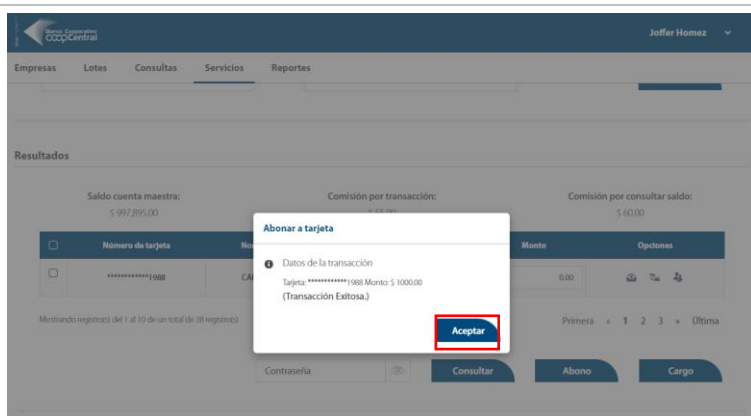 Banco Cooperativo
coopCentral
Joffer Homez
Empresas Lotes Consultas Servicios Reportes
Resultados
Saldo cuenta maestra: Comisión por transacción: Comisión por consultar saldo:
$ 997,895.00 $ 60.00
Número de tarjeta Monto Opciones
************1988 0.00
Abonar a tarjeta
Datos de la transacción
Tarjeta: ************1988 Monto: $ 1000.00
(Transacción Exitosa.)
Aceptar
Mostrando registro(s) del 1 al 10 de un total de 28 registro(s) Primera « 1 2 3 » Última
Contraseña Consultar Abono Cargo